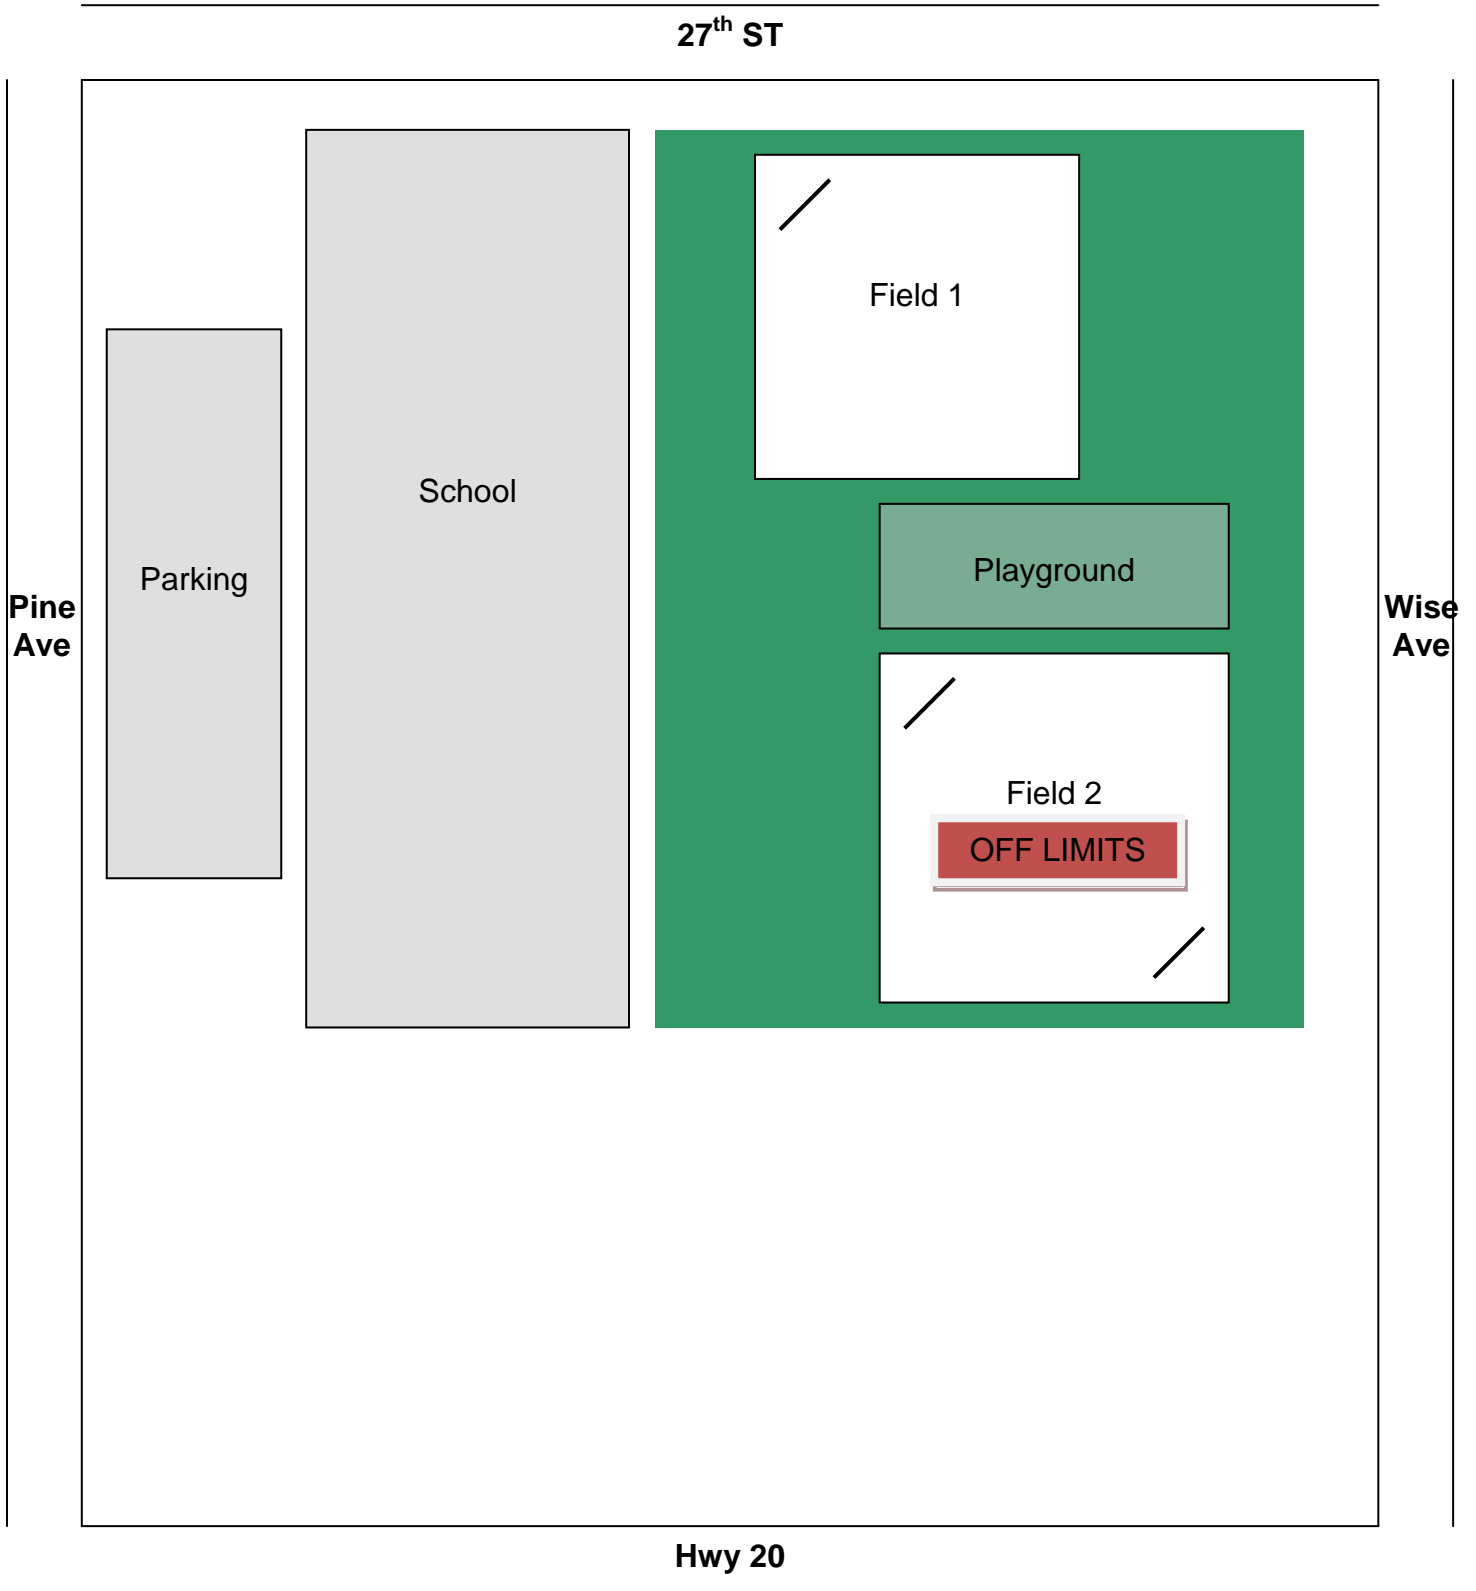 27th ST
Field 1
School
Playground
Parking
Pine
Ave
Wise
Ave
Field 2
OFF LIMITS
Hwy 20